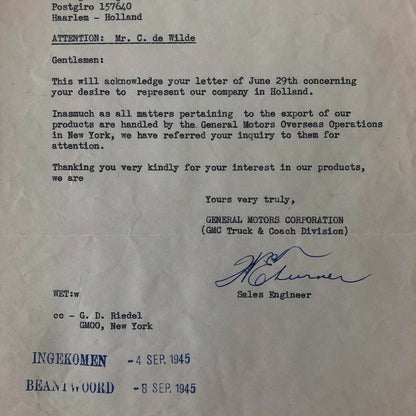 Postgiro 157640
Haarlem - Holland
ATTENTION: Mr. C. de Wilde
Gentlemen:
This will acknowledge your letter of June 29th concerning
your desire to represent our company in Holland.
Inasmuch as all matters pertaining to the export of our
products are handled by the General Motors Overseas Operations
in New York, we have referred your inquiry to them for
attention.
Thanking you very kindly for your interest in our products,
we are
Yours very truly,
GENERAL MOTORS CORPORATION
(GMC Truck & Coach Division)
WETurner
Sales Engineer
WET:w
cc - G. D. Riedel
GMOO, New York
INGEKOMEN - 4 SEP. 1945
BEANTWOORD - 8 SEP. 1945